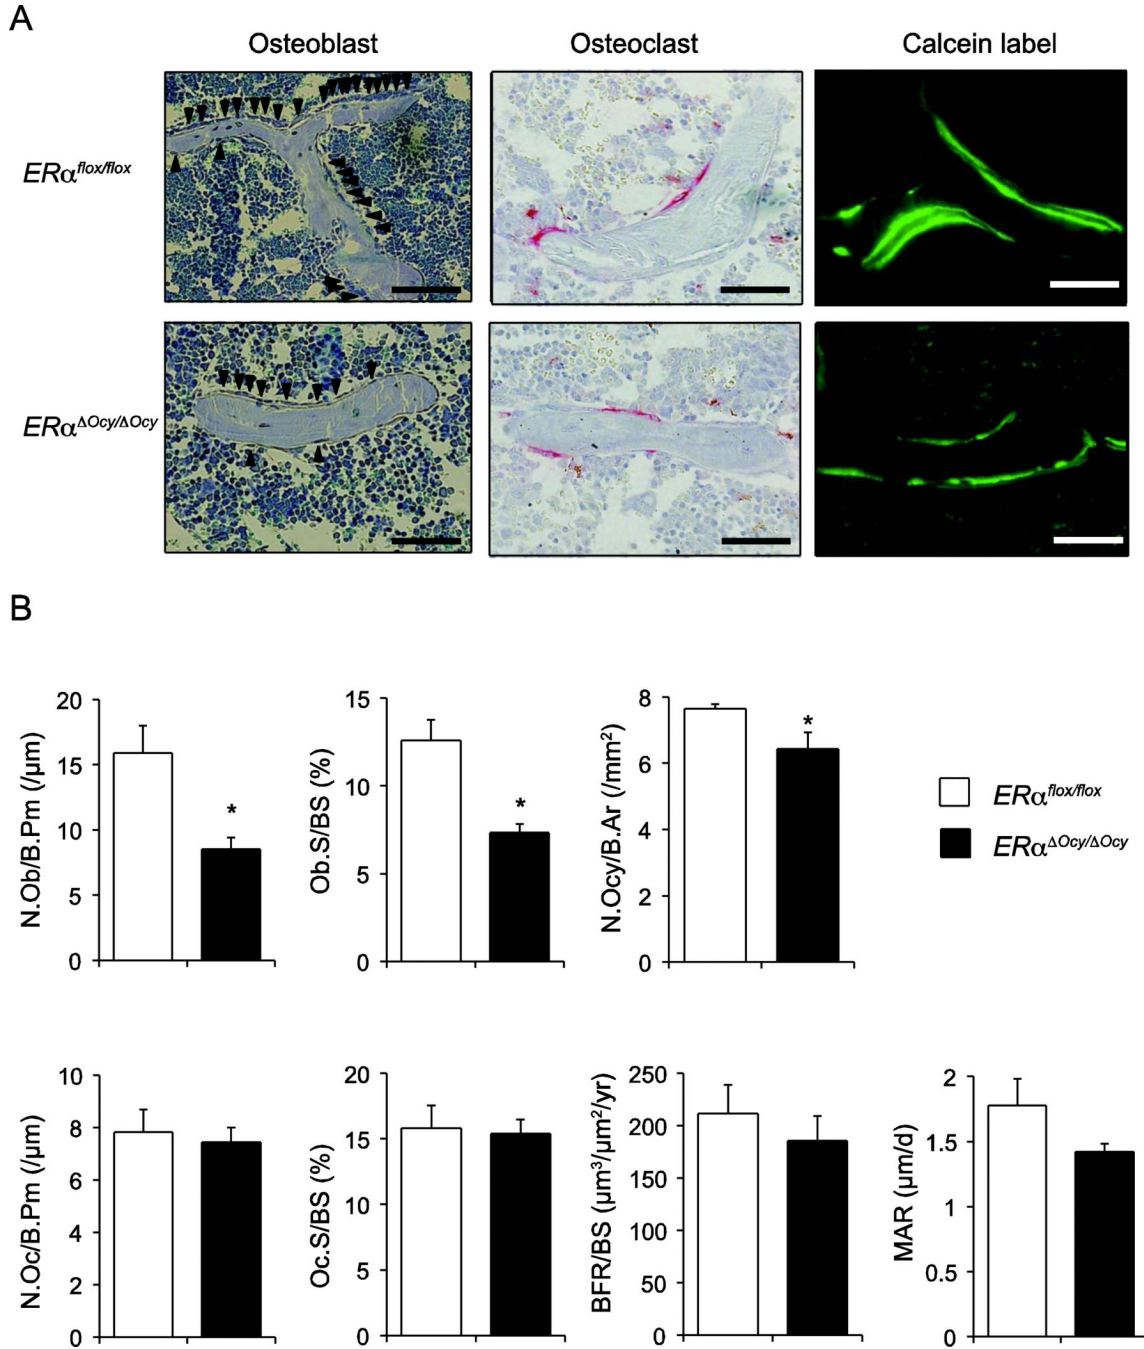 A
Osteoblast
Osteoclast
Calcein label
ERα^flox/flox
ERα^ΔOcy/ΔOcy
B
20
15
10
5
0
N.Ob/B.Pm (/μm)
*
15
10
5
0
Ob.S/BS (%)
*
8
6
4
2
0
N.Ocy/B.Ar (/mm²)
*
ERα^flox/flox
ERα^ΔOcy/ΔOcy
10
8
6
4
2
0
N.Oc/B.Pm (/μm)
20
15
10
5
0
Oc.S/BS (%)
250
200
150
100
50
0
BFR/BS (μm³/μm²/yr)
2
1.5
1
0.5
0
MAR (μm/d)